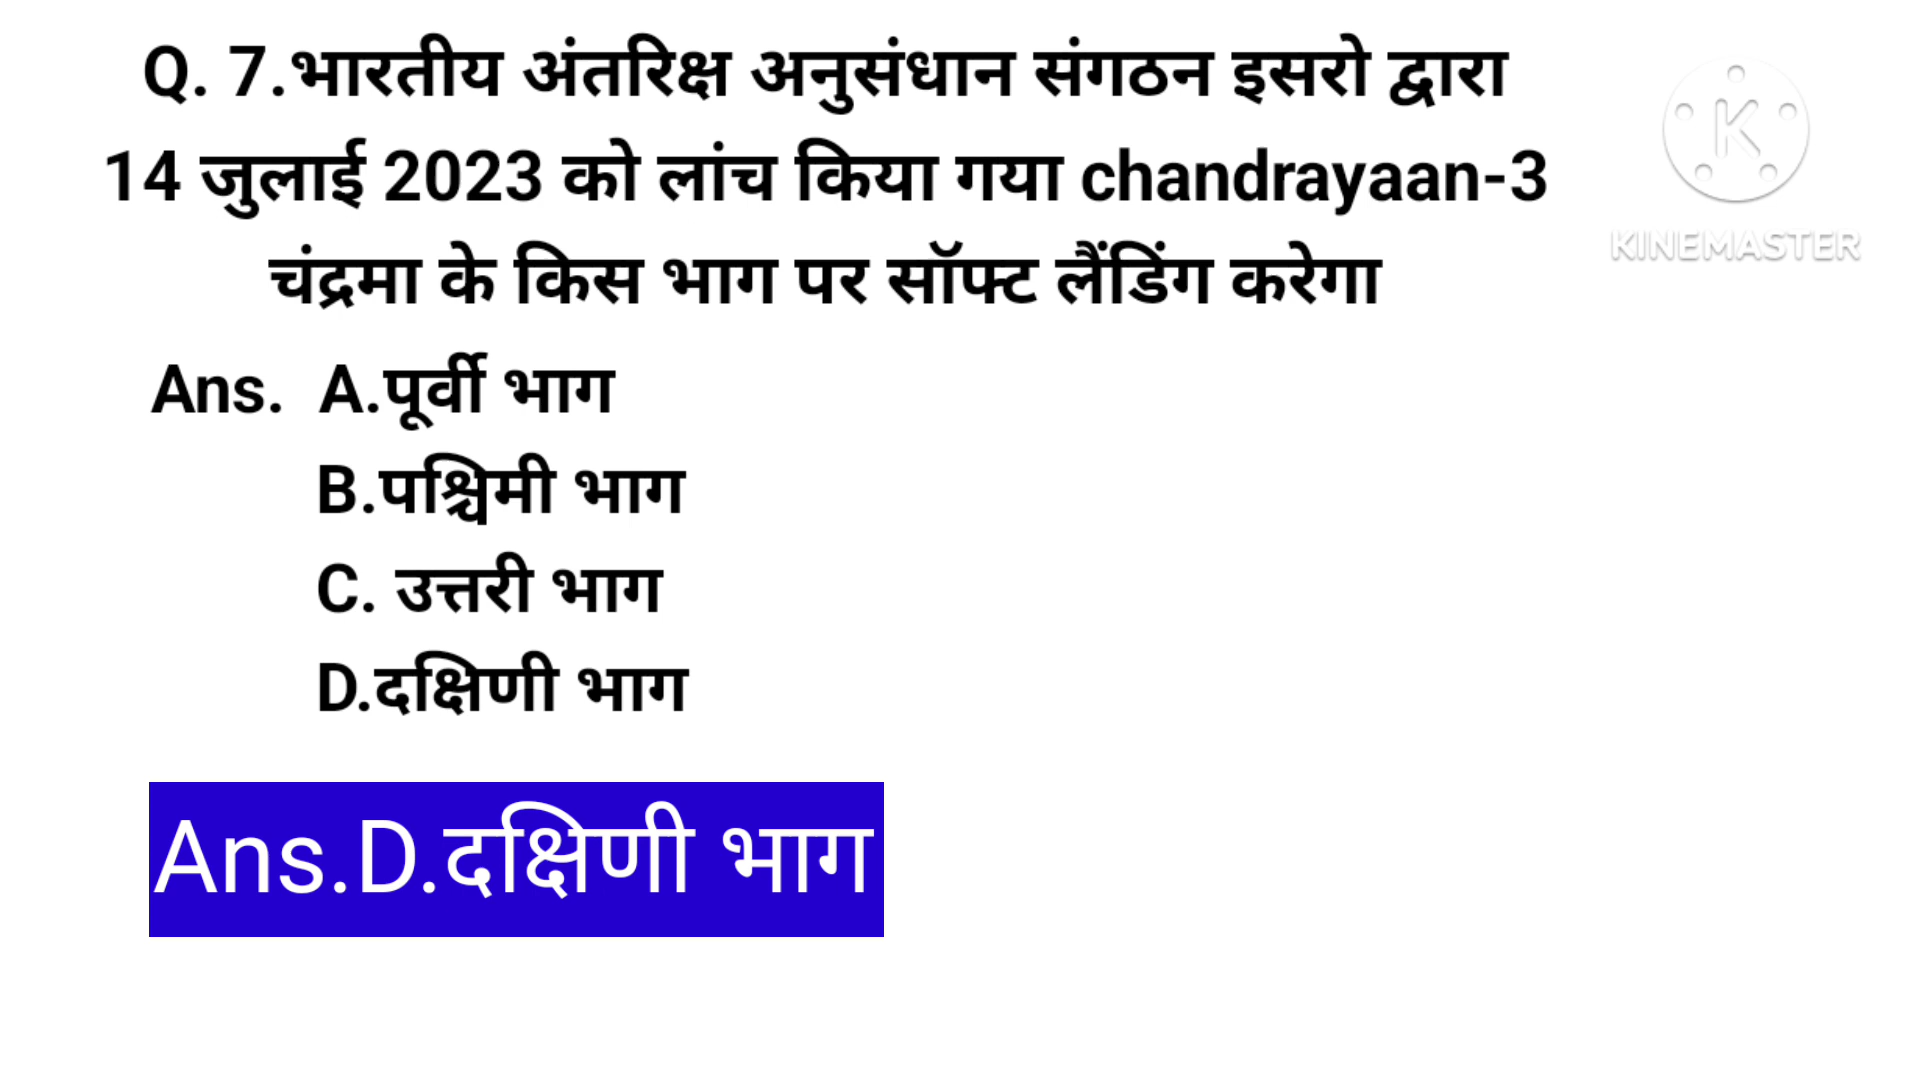 Q. 7.भारतीय अंतरिक्ष अनुसंधान संगठन इसरो द्वारा
14 जुलाई 2023 को लांच किया गया chandrayaan-3
चंद्रमा के किस भाग पर सॉफ्ट लैंडिंग करेगा
Ans. A.पूर्वी भाग
B.पश्चिमी भाग
C. उत्तरी भाग
D.दक्षिणी भाग
Ans.D.दक्षिणी भाग
K
KINEMASTER